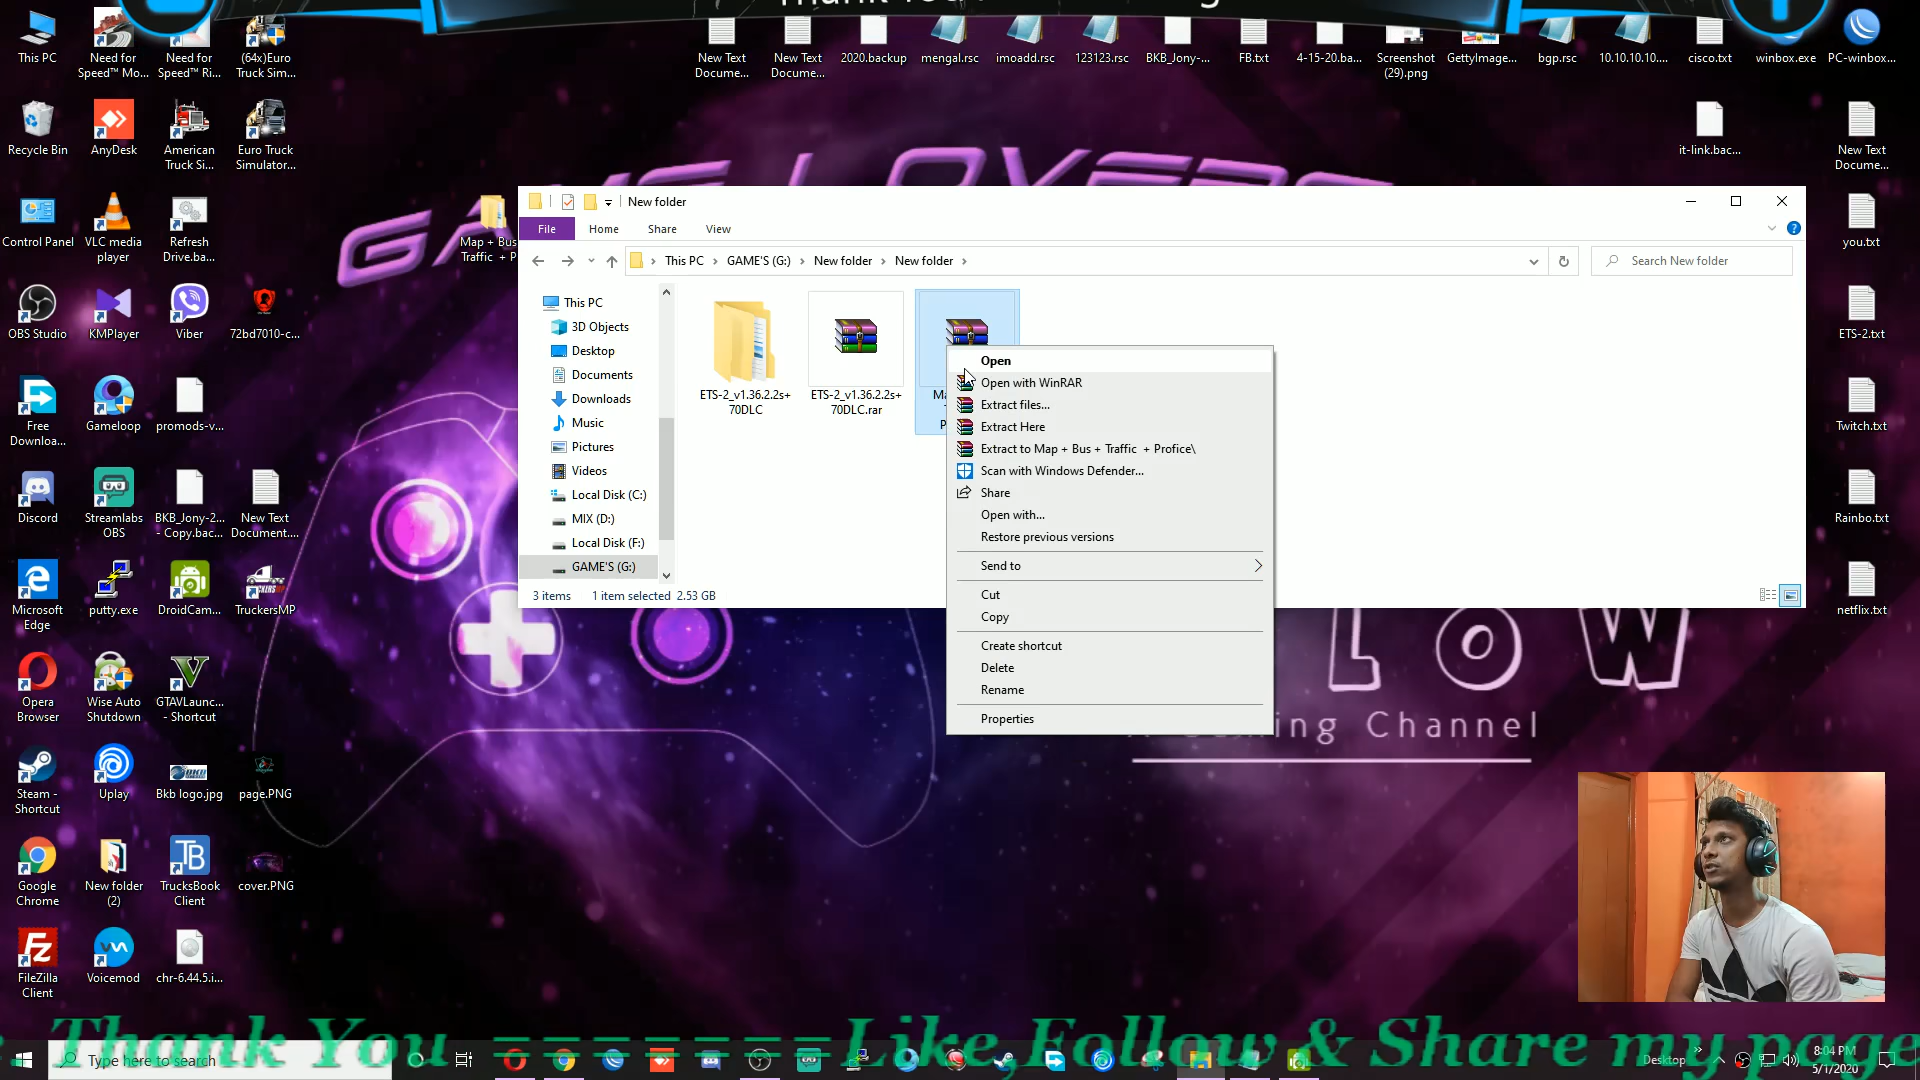 This PC
Need for
Speed™ Mo...
Need for
Speed™ Ri...
(64x)Euro
Truck Sim...
New Text
Docume...
New Text
Docume...
2020.backup
mengal.rsc
imoadd.rsc
123123.rsc
BKB_Jony-...
FB.txt
4-15-20.ba...
Screenshot
(29).png
GettyImage...
bgp.rsc
10.10.10.10....
cisco.txt
winbox.exe
PC-winbox...
Recycle Bin
AnyDesk
American
Truck Si...
Euro Truck
Simulator...
it-link.bac...
New Text
Docume...
Control Panel
VLC media
player
Refresh
Drive.ba...
Map + Bus
Traffic + P
you.txt
OBS Studio
KMPlayer
Viber
72bd7010-c...
ETS-2.txt
Free
Downloa...
Gameloop
promods-v...
Twitch.txt
Discord
Streamlabs
OBS
BKB_Jony-2...
- Copy.bac...
New Text
Document....
Rainbo.txt
Microsoft
Edge
putty.exe
DroidCam...
TruckersMP
netflix.txt
Opera
Browser
Wise Auto
Shutdown
GTAVLaunc...
- Shortcut
Steam -
Shortcut
Uplay
Bkb logo.jpg
page.PNG
Google
Chrome
New folder
(2)
TrucksBook
Client
cover.PNG
FileZilla
Client
Voicemod
chr-6.44.5.i...
New folder
File
Home
Share
View
This PC > GAME'S (G:) > New folder > New folder >
Search New folder
This PC
3D Objects
Desktop
Documents
Downloads
Music
Pictures
Videos
Local Disk (C:)
MIX (D:)
Local Disk (F:)
GAME'S (G:)
ETS-2_v1.36.2.2s+
70DLC
ETS-2_v1.36.2.2s+
70DLC.rar
3 items
1 item selected 2.53 GB
Open
Open with WinRAR
Extract files...
Extract Here
Extract to Map + Bus + Traffic + Profice\
Scan with Windows Defender...
Share
Open with...
Restore previous versions
Send to
Cut
Copy
Create shortcut
Delete
Rename
Properties
LOW
Channel
Thank You ======= Like,Follow & Share my page
Type here to search
Desktop
8:04 PM
5/1/2020